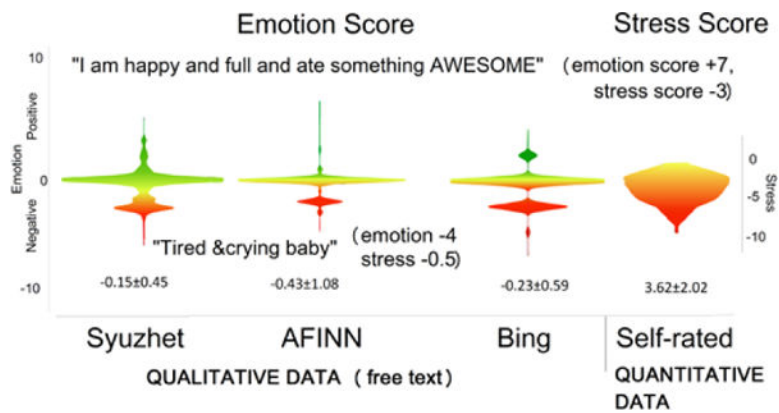 Emotion Score
Stress Score
10
"I am happy and full and ate something AWESOME"
(emotion score +7,
stress score -3)
Positive
Emotion
Negative
0
-10
0
-5
-10
Stress
"Tired &crying baby"
(emotion -4
stress -0.5)
-0.15±0.45
-0.43±1.08
-0.23±0.59
3.62±2.02
Syuzhet
AFINN
Bing
Self-rated
QUALITATIVE DATA ( free text )
QUANTITATIVE
DATA